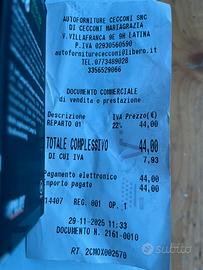 AUTOFORNITURE CECCONI SNC
DI CECCONI MARIAGRAZIA
V.VILLAFRANCA 9E 9H LATINA
P.IVA 02930560590
autoforniturececconi@libero.it
Tel.0773489028
3356529066
DOCUMENTO COMMERCIALE
di vendita o prestazione
Descrizione IVA Prezzo(€)
REPARTO 01 22% 44,00
TOTALE COMPLESSIVO 44,00
DI CUI IVA 7,93
Pagamento elettronico 44,00
Importo pagato 44,00
14407 REG. 001 OP. 1
29-11-2025 11:33
DOCUMENTO N. 2161-0010
RT 2CMOX002670
subito